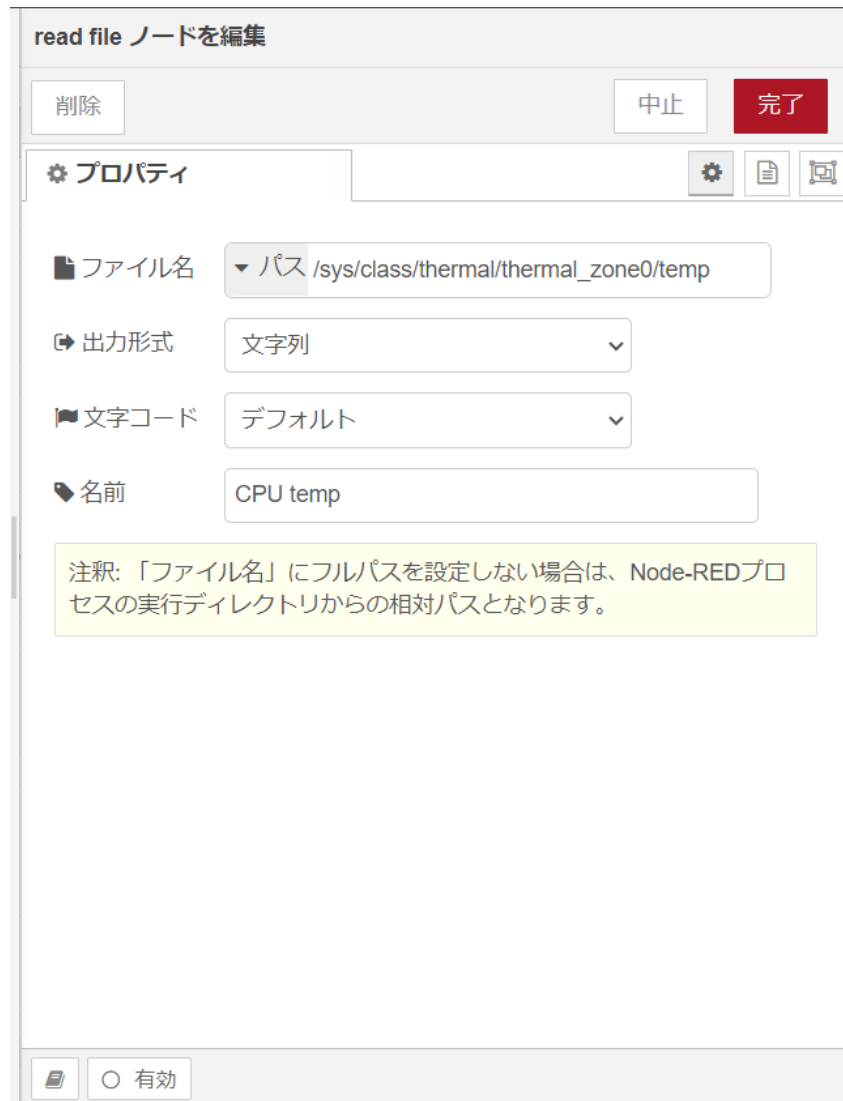 read file ノードを編集
削除
中止
完了
プロパティ
ファイル名
パス
/sys/class/thermal/thermal_zone0/temp
出力形式
文字列
文字コード
デフォルト
名前
CPU temp
注釈: 「ファイル名」にフルパスを設定しない場合は、Node-REDプロ
セスの実行ディレクトリからの相対パスとなります。
有効